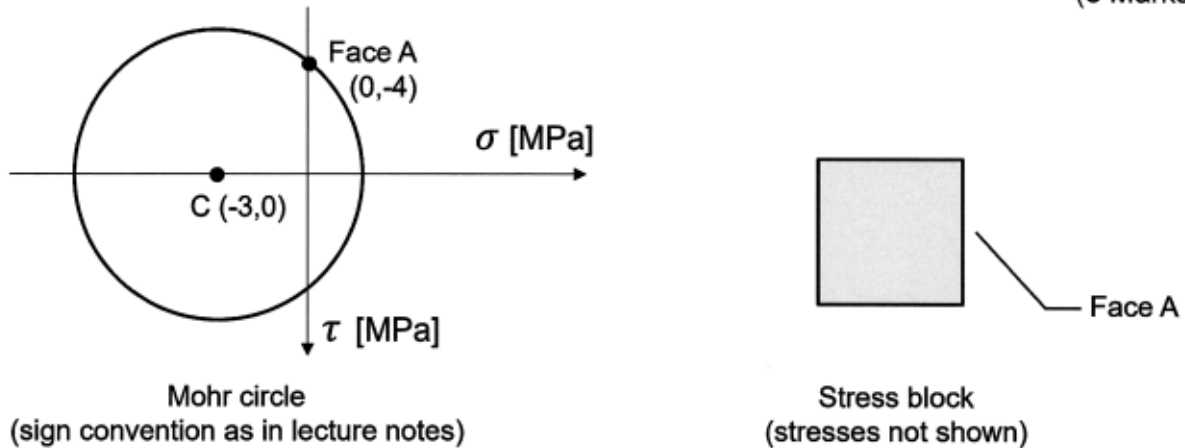 Face A
(0,-4)
σ [MPa]
C (-3,0)
τ [MPa]
Face A
Mohr circle
(sign convention as in lecture notes)
Stress block
(stresses not shown)